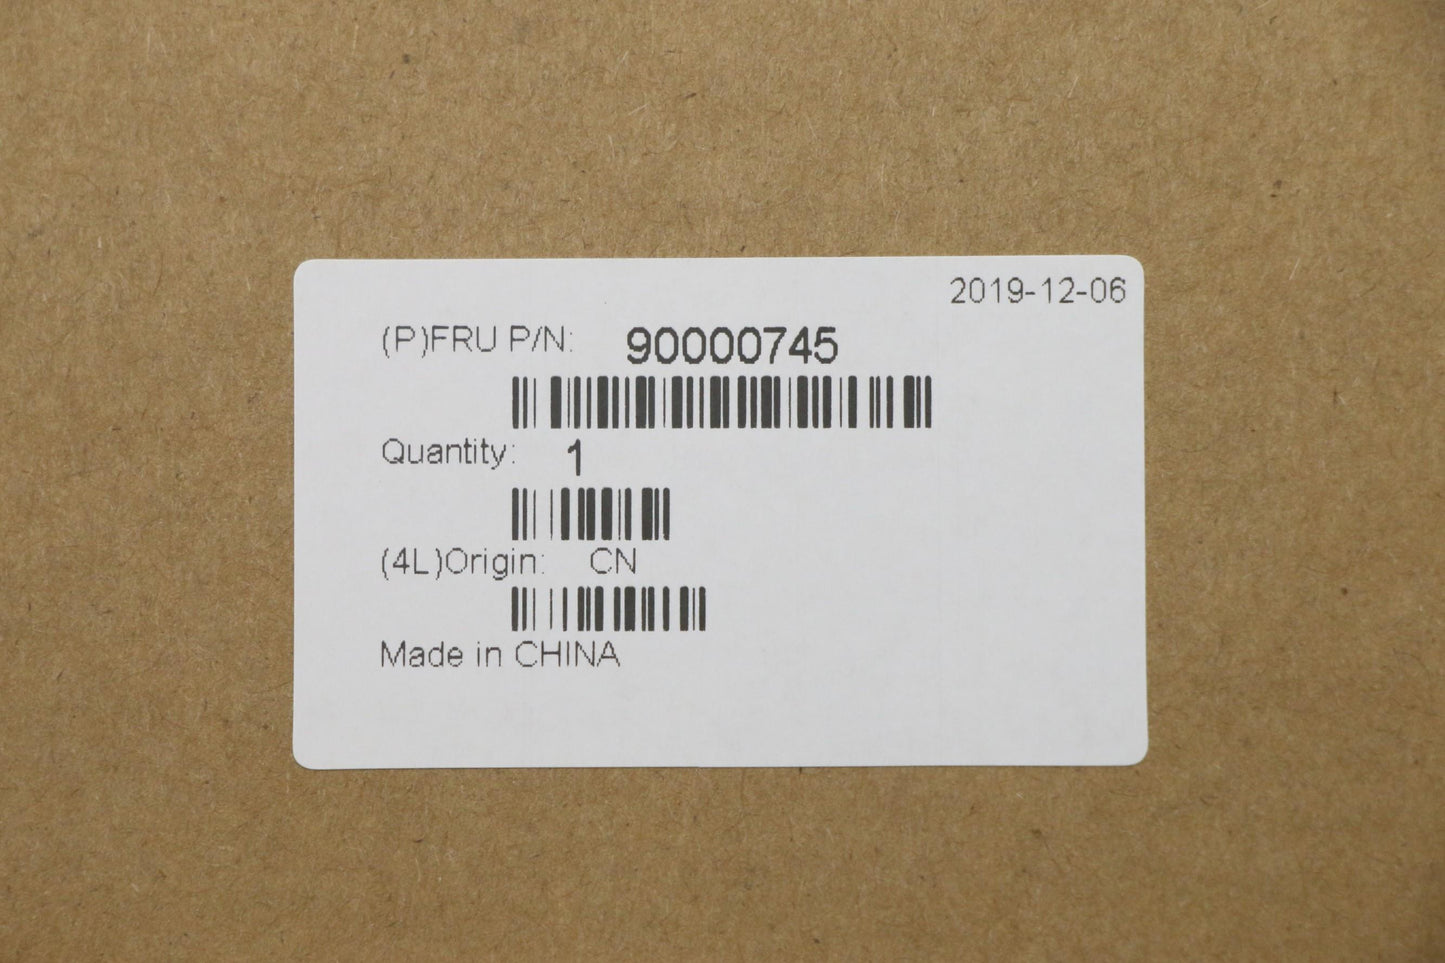 2019-12-06
(P)FRU P/N: 90000745
Quantity: 1
(4L)Origin: CN
Made in CHINA